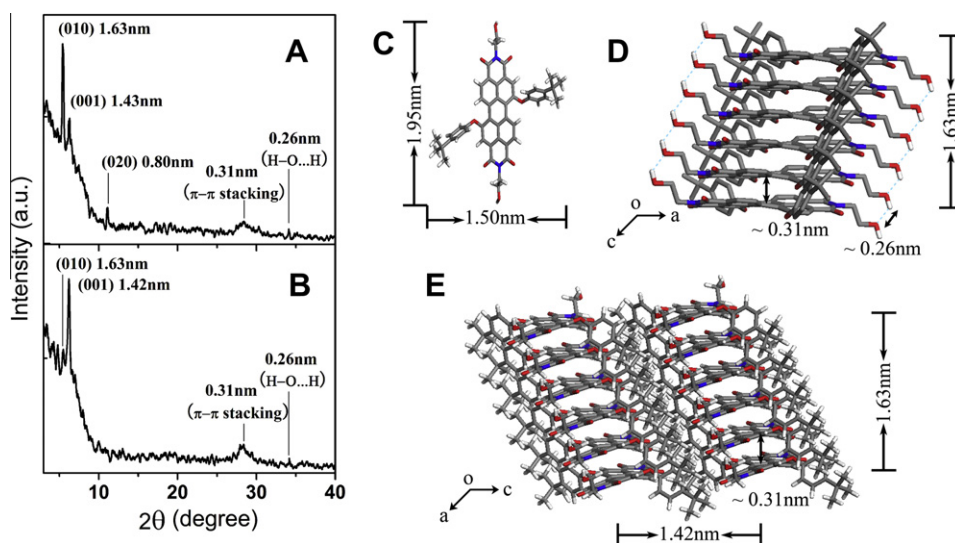 A
(010) 1.63nm
(001) 1.43nm
(020) 0.80nm
0.26nm
(H–O...H)
0.31nm
(π–π stacking)
B
(010) 1.63nm
(001) 1.42nm
0.26nm
(H–O...H)
0.31nm
(π–π stacking)
Intensity (a.u.)
10 20 30 40
2θ (degree)
C
1.95nm
1.50nm
D
1.63nm
o
a
c
~ 0.31nm
~ 0.26nm
E
1.63nm
o
c
a
~ 0.31nm
1.42nm